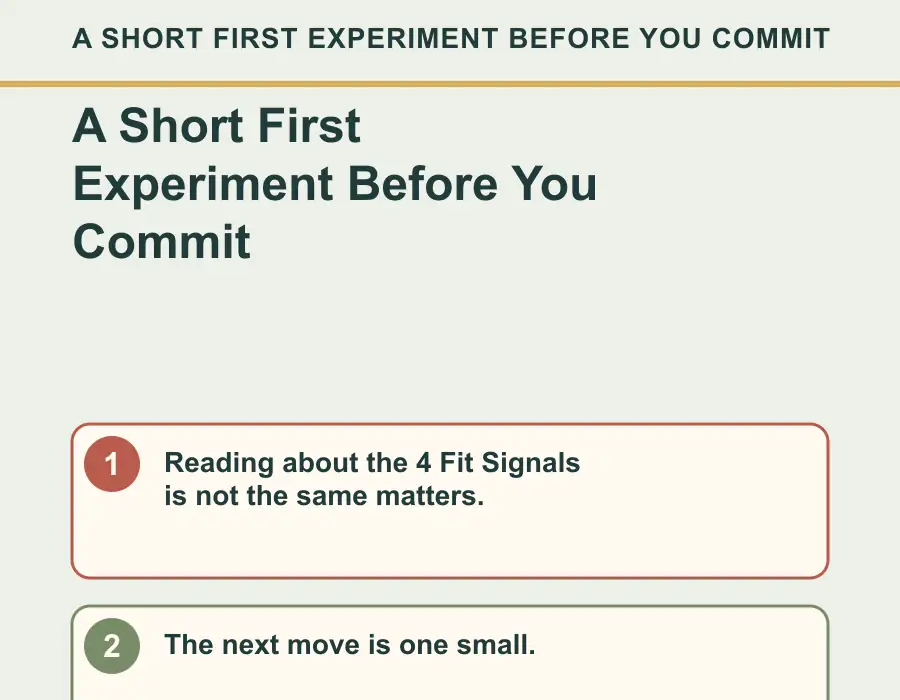 A SHORT FIRST EXPERIMENT BEFORE YOU COMMIT
A Short First
Experiment Before You
Commit
1
Reading about the 4 Fit Signals
is not the same matters.
2
The next move is one small.